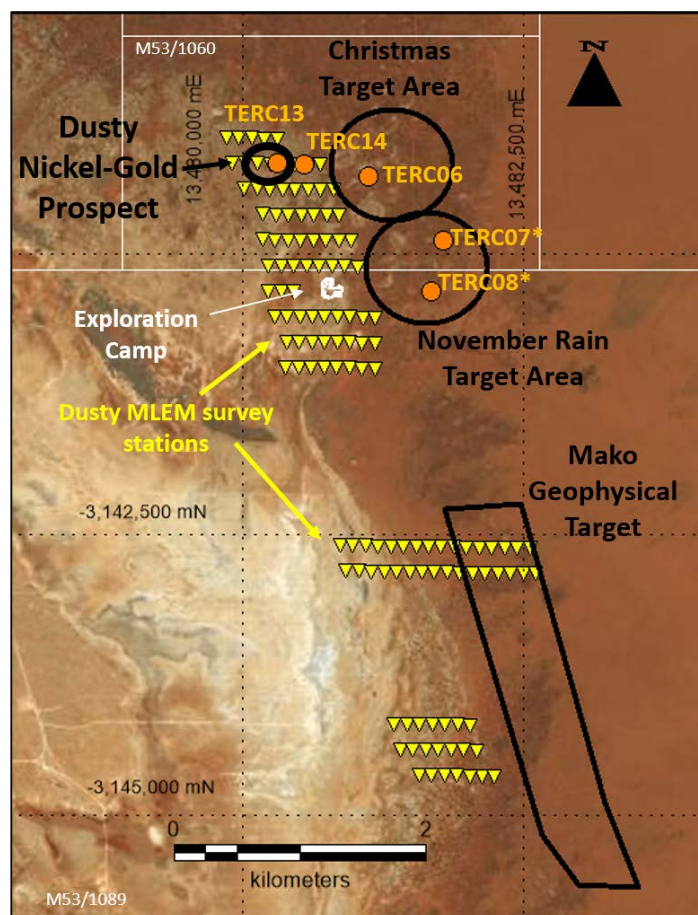 M53/1060
Christmas
Target Area
N
TERC13
13,480,000 mE
13,482,500 mE
Dusty
Nickel-Gold
Prospect
TERC14
TERC06
TERC07*
TERC08*
Exploration
Camp
November Rain
Target Area
Dusty MLEM survey
stations
Mako
Geophysical
Target
-3,142,500 mN
-3,145,000 mN
0
2
kilometers
M53/1089